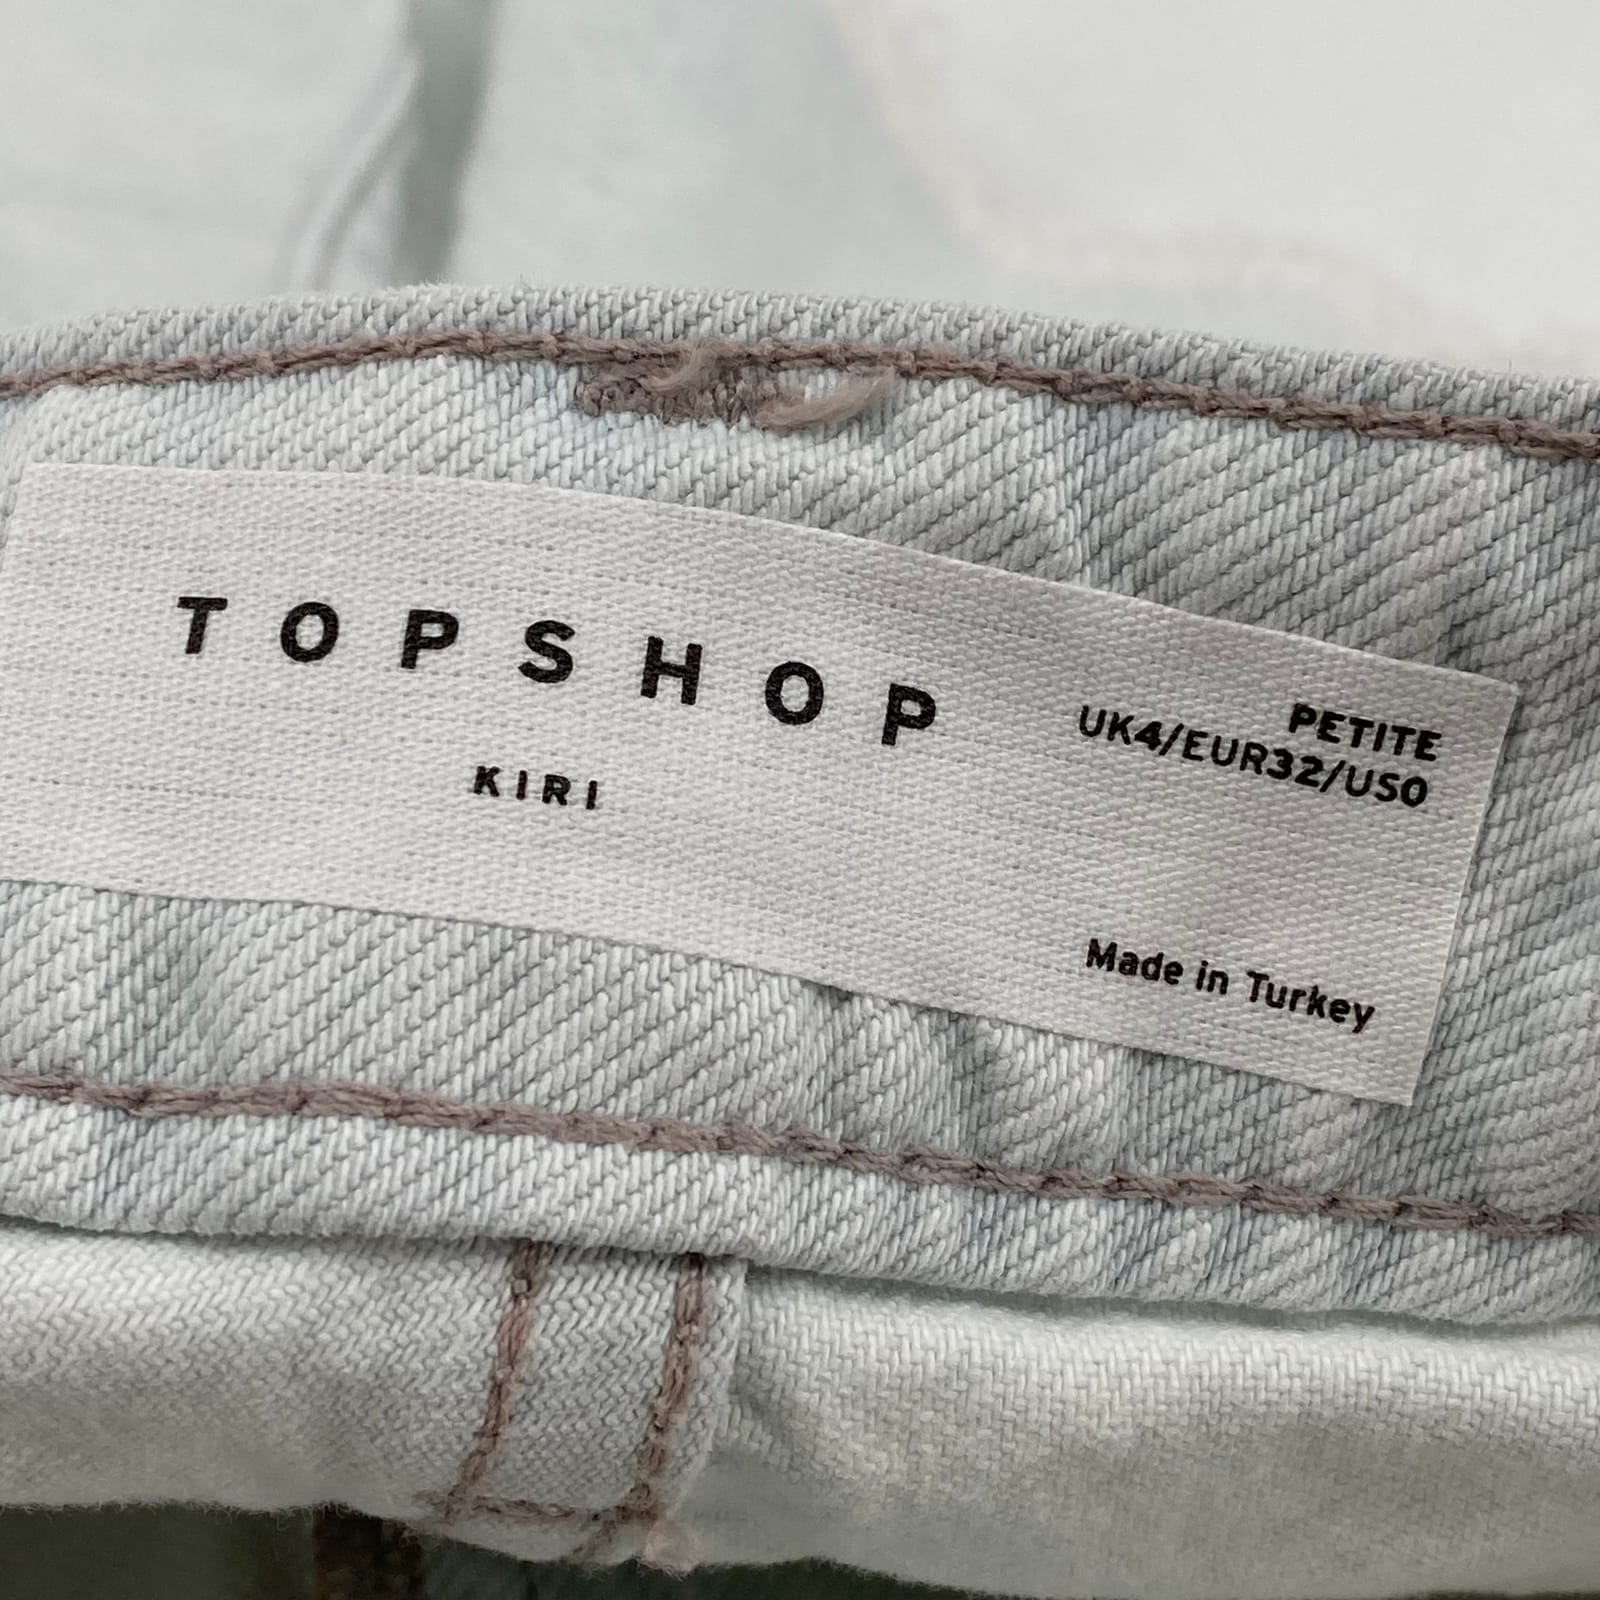 TOPSHOP
KIRI
PETITE
UK4/EUR32/US0
Made in Turkey